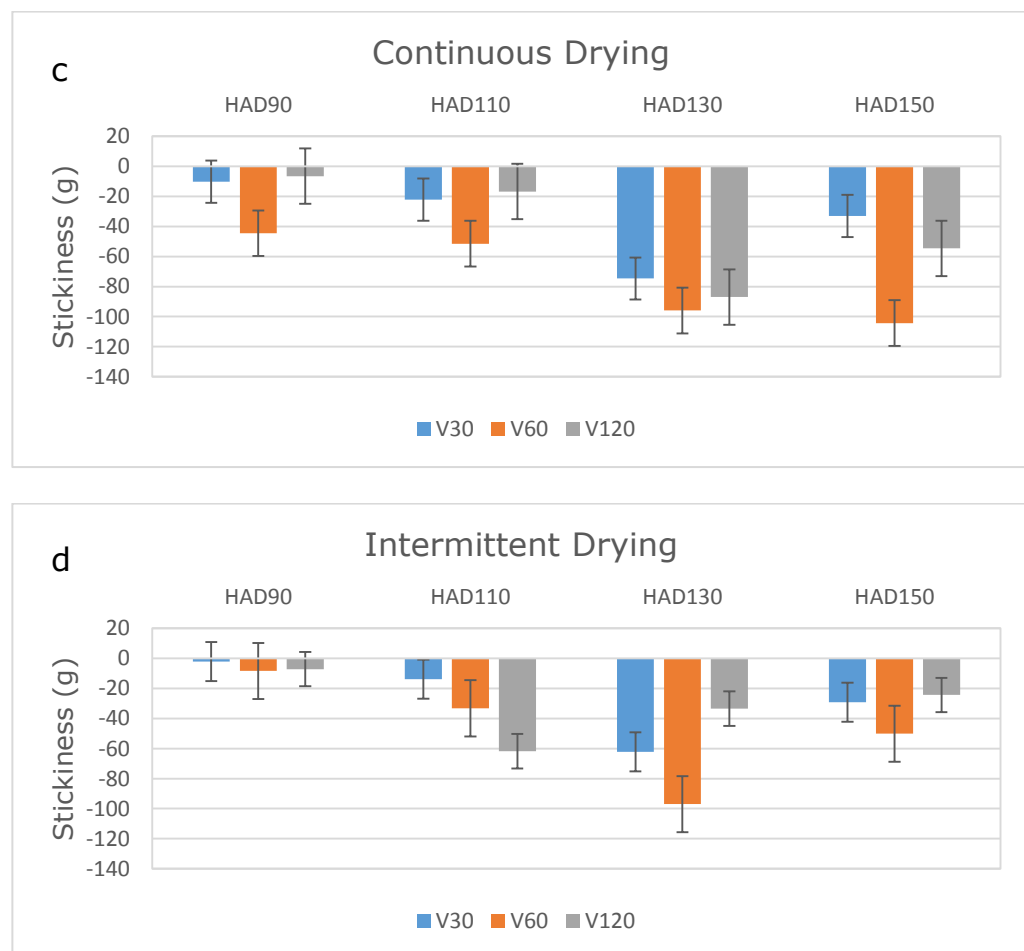 c
Continuous Drying
HAD90 HAD110 HAD130 HAD150
Stickiness (g)
20
0
-20
-40
-60
-80
-100
-120
-140
V30 V60 V120
d
Intermittent Drying
HAD90 HAD110 HAD130 HAD150
Stickiness (g)
20
0
-20
-40
-60
-80
-100
-120
-140
V30 V60 V120